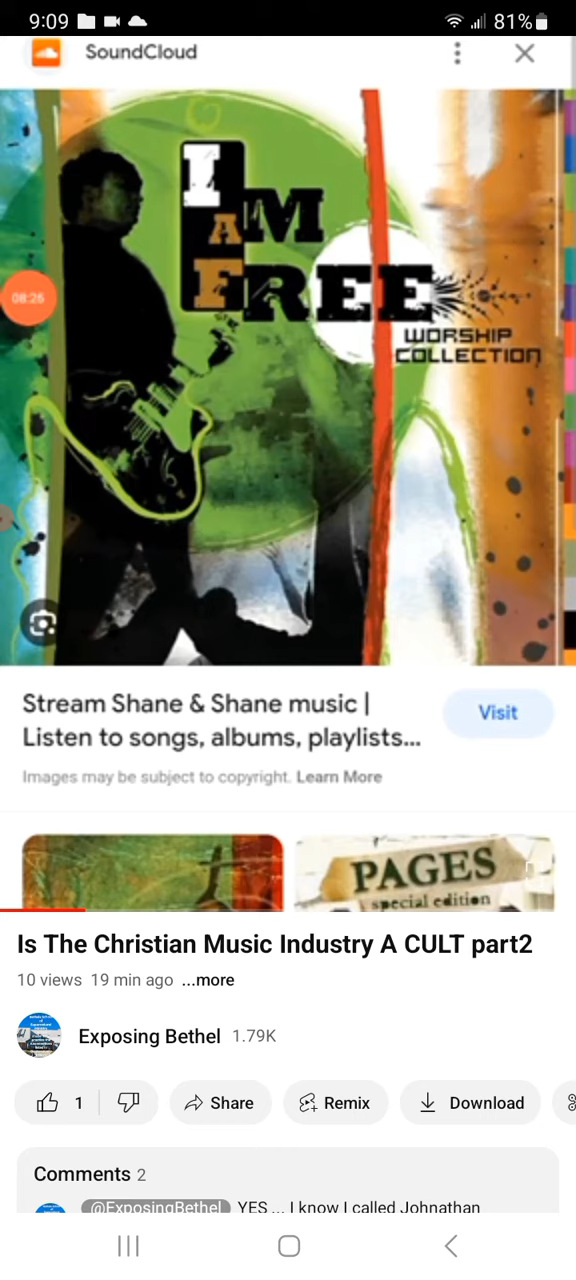 9:09
81%
SoundCloud
I
AM
FREE
WORSHIP
COLLECTION
08:26
Stream Shane & Shane music |
Listen to songs, albums, playlists...
Visit
Images may be subject to copyright. Learn More
PAGES
special edition
Is The Christian Music Industry A CULT part2
10 views 19 min ago ...more
Exposing Bethel 1.79K
1
Share
Remix
Download
Comments 2
@ExposingBethel YES ... I know I called Johnathan